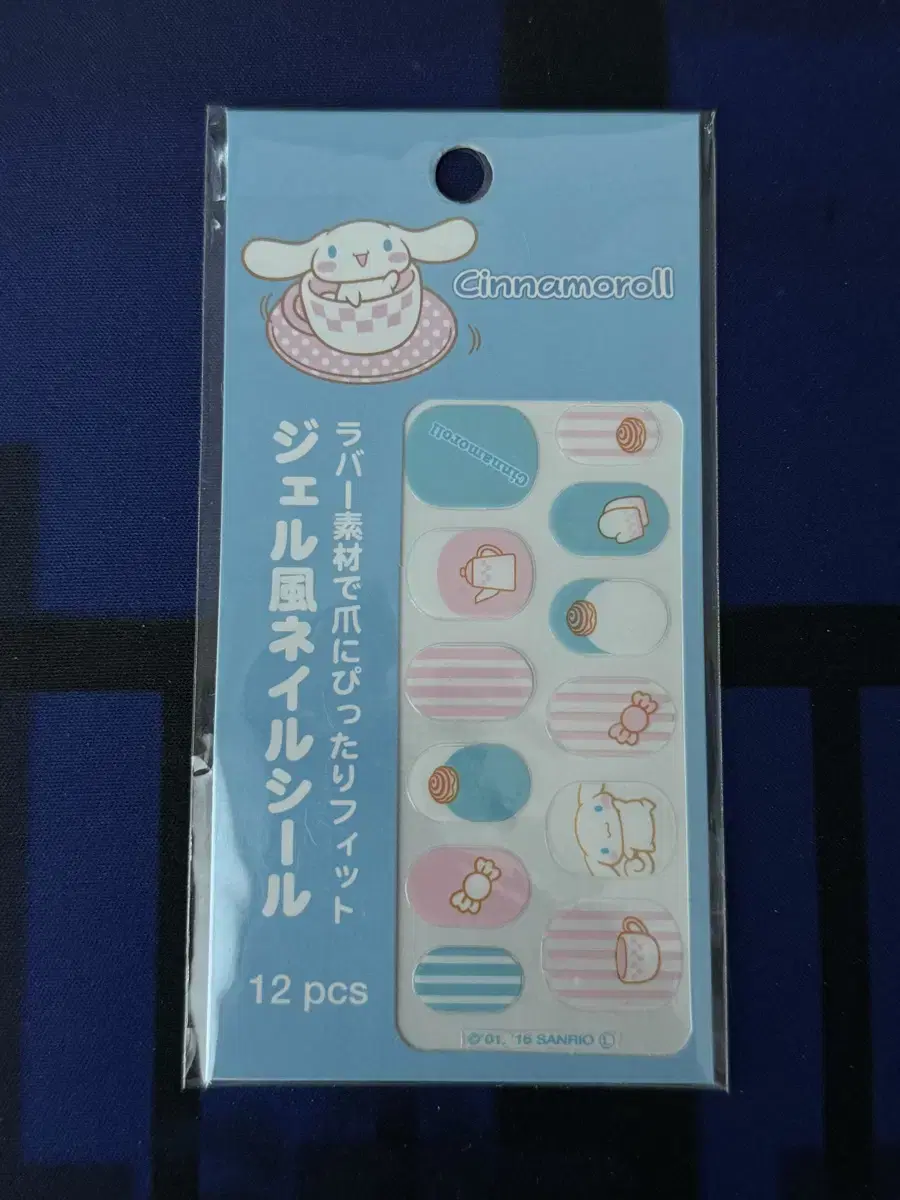 Cinnamoroll
ラバー素材で爪にぴったりフィット
ジェル風ネイルシール
12 pcs
Cinnamoroll
©'01, '16 SANRIO Ⓛ